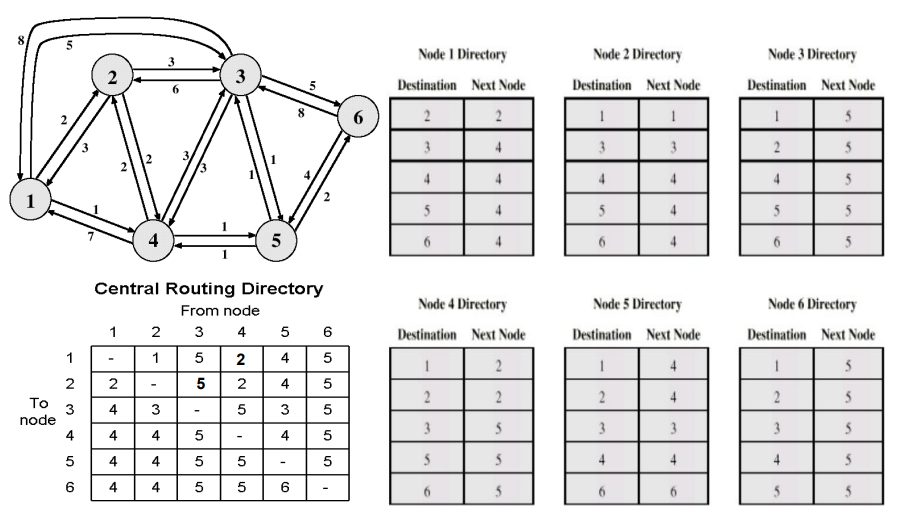 8
5
2
3
3
6
5
8
6
2
3
2
2
3
3
1
1
4
2
1
1
7
4
1
1
5
Central Routing Directory
From node
1 2 3 4 5 6
1 - 1 5 2 4 5
2 2 - 5 2 4 5
To node
3 4 3 - 5 3 5
4 4 4 5 - 4 5
5 4 4 5 5 - 5
6 4 4 5 5 6 -
Node 1 Directory
Destination Next Node
2 2
3 4
4 4
5 4
6 4
Node 2 Directory
Destination Next Node
1 1
3 3
4 4
5 4
6 4
Node 3 Directory
Destination Next Node
1 5
2 5
4 5
5 5
6 5
Node 4 Directory
Destination Next Node
1 2
2 2
3 5
5 5
6 5
Node 5 Directory
Destination Next Node
1 4
2 4
3 3
4 4
6 6
Node 6 Directory
Destination Next Node
1 5
2 5
3 5
4 5
5 5